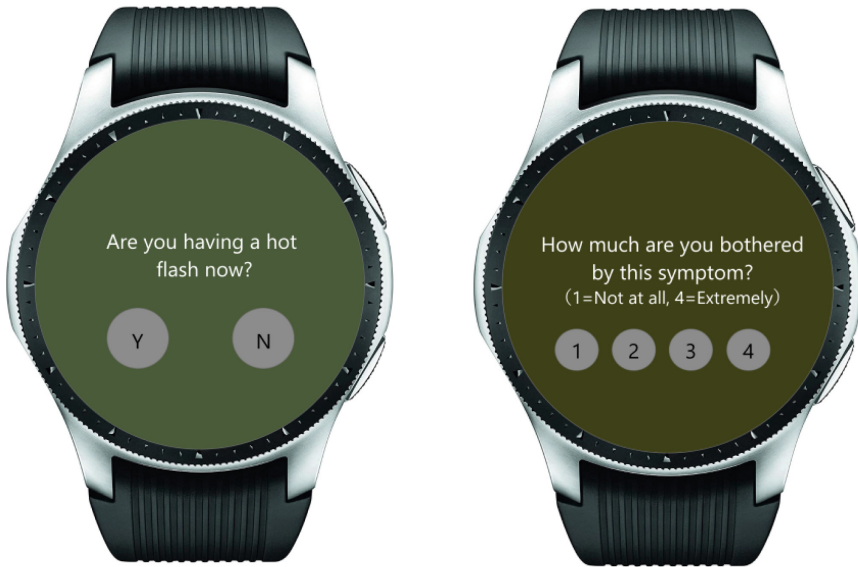 Are you having a hot
flash now?
Y N
How much are you bothered
by this symptom?
（1=Not at all, 4=Extremely）
1 2 3 4